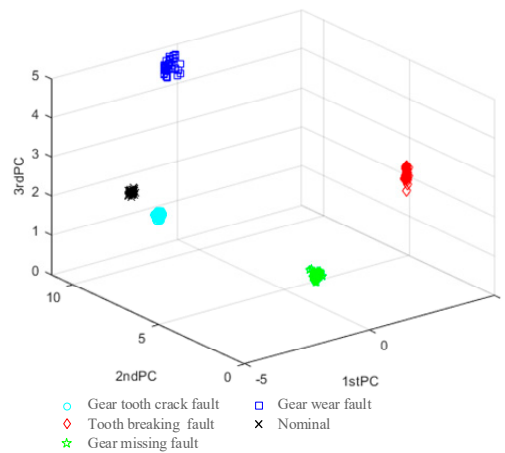 5
4
3
2
1
0
3rdPC
10
5
0
2ndPC
-5
0
1stPC
Gear tooth crack fault
Gear wear fault
Tooth breaking fault
Nominal
Gear missing fault